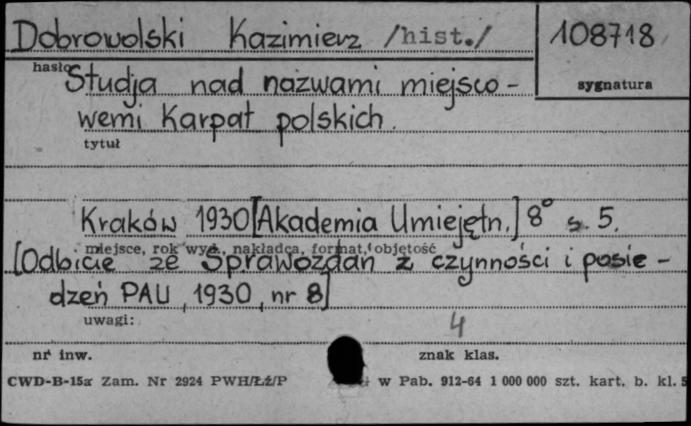 Dobrowolski Kazimierz /hist./
108718
hasło
sygnatura
Studja nad nazwami miejsco-
wemi Karpat polskich.
tytuł
Kraków 1930 [Akademia Umiejętn.] 8° s. 5.
miejsce, rok wyd., nakładca, format, objętość
[Odbicie ze Sprawozdań z czynności i posie-
dzeń PAU, 1930, nr 8]
uwagi:
4
nr inw.
znak klas.
CWD-B-15a Zam. Nr 2924 PWH/Łż/P
w Pab. 912-64 1 000 000 szt. kart. b. kl. 5